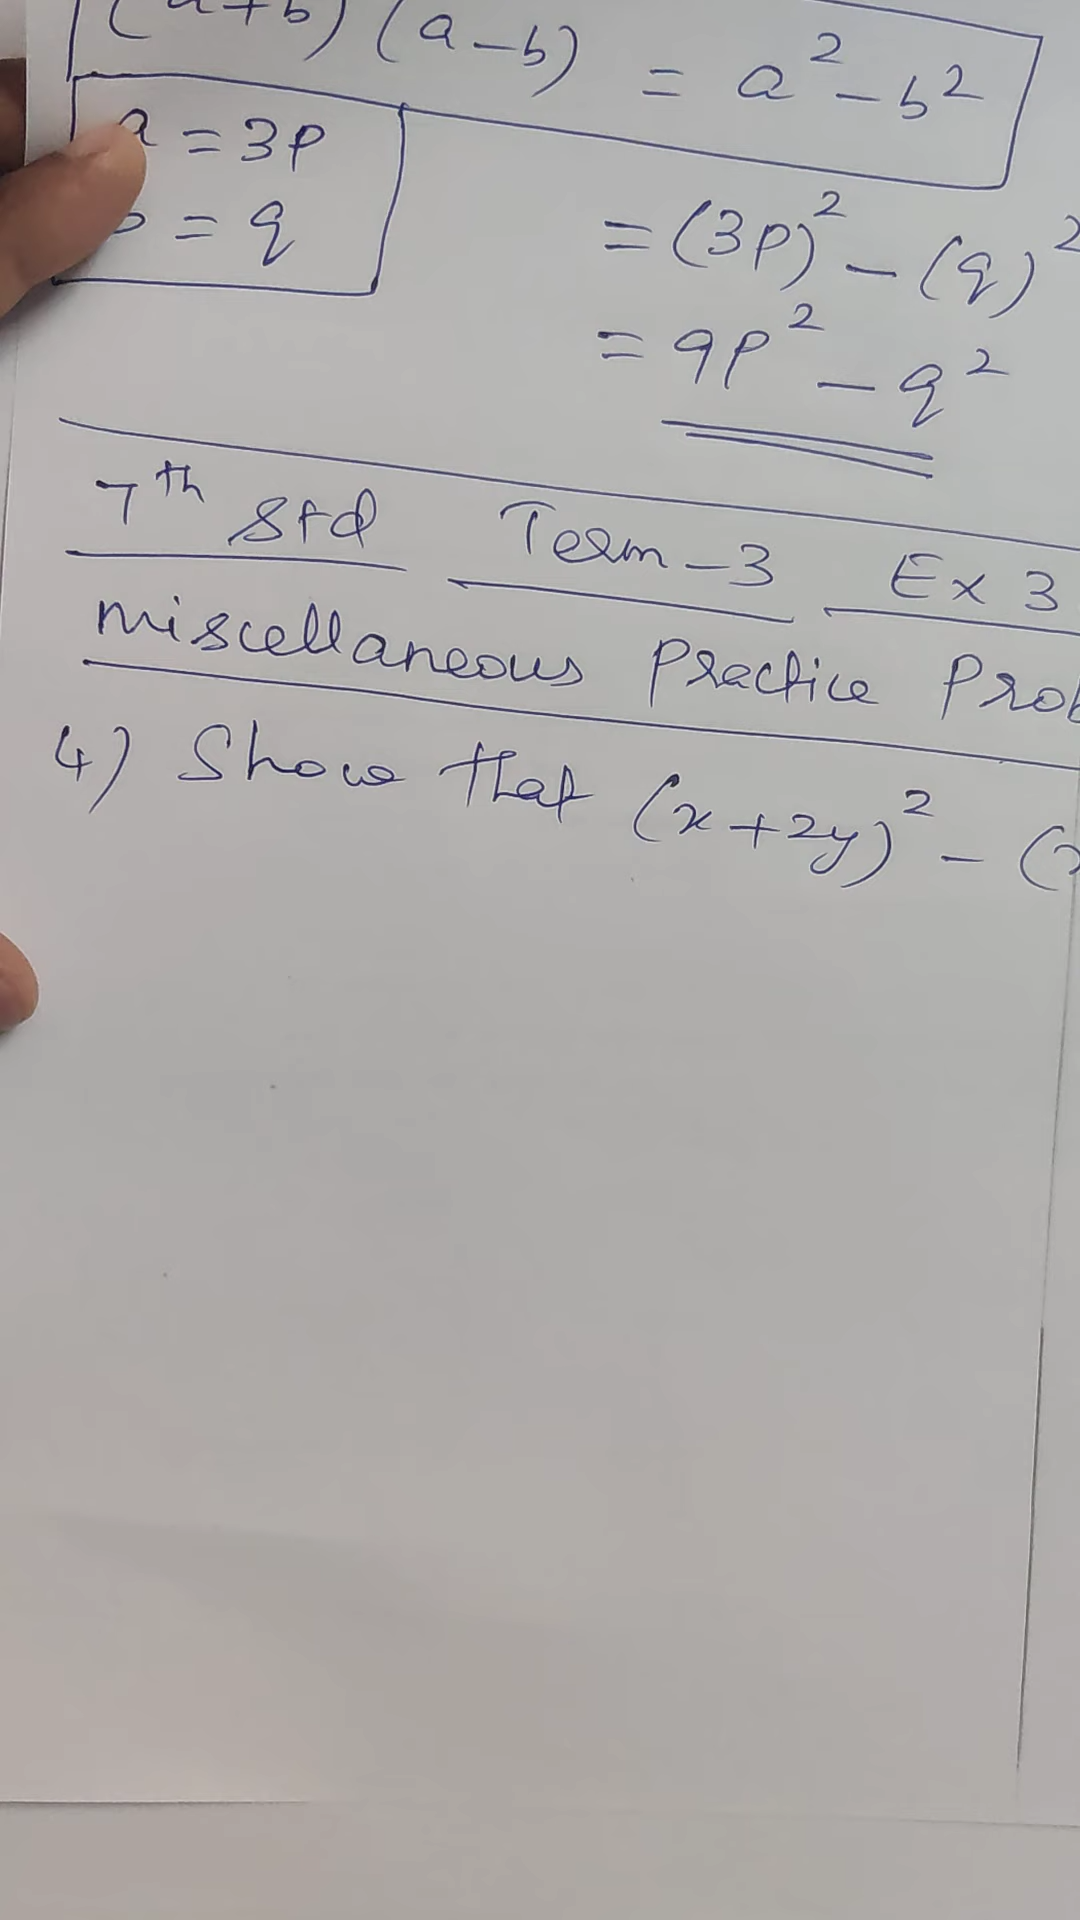 (a+b) (a-b) = a² - b²
a = 3p
b = q
= (3p)² - (q)²
= 9p² - q²
7th Std Term-3 Ex 3
miscellaneous Practice Prob
4) Show that (x+2y)² - (